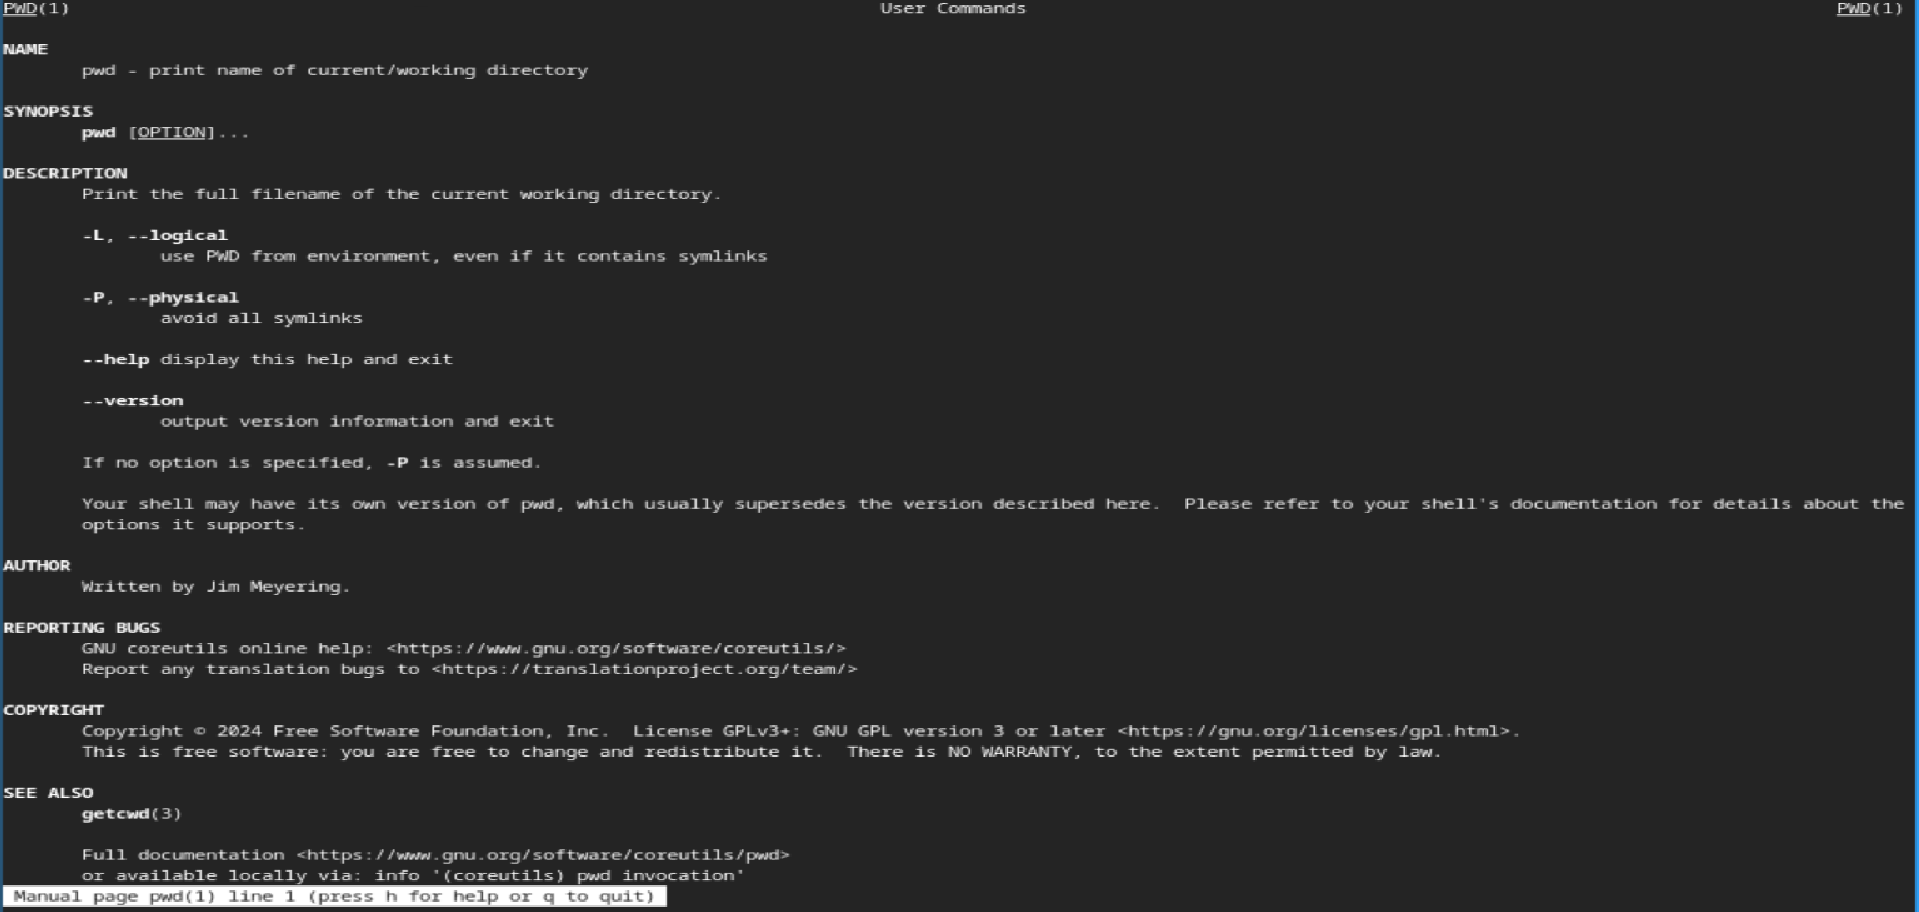 PWD(1) User Commands PWD(1)
NAME
pwd - print name of current/working directory
SYNOPSIS
pwd [OPTION]...
DESCRIPTION
Print the full filename of the current working directory.
-L, --logical
use PWD from environment, even if it contains symlinks
-P, --physical
avoid all symlinks
--help display this help and exit
--version
output version information and exit
If no option is specified, -P is assumed.
Your shell may have its own version of pwd, which usually supersedes the version described here.  Please refer to your shell's documentation for details about the
options it supports.
AUTHOR
Written by Jim Meyering.
REPORTING BUGS
GNU coreutils online help: <https://www.gnu.org/software/coreutils/>
Report any translation bugs to <https://translationproject.org/team/>
COPYRIGHT
Copyright © 2024 Free Software Foundation, Inc.  License GPLv3+: GNU GPL version 3 or later <https://gnu.org/licenses/gpl.html>.
This is free software: you are free to change and redistribute it.  There is NO WARRANTY, to the extent permitted by law.
SEE ALSO
getcwd(3)
Full documentation <https://www.gnu.org/software/coreutils/pwd>
or available locally via: info '(coreutils) pwd invocation'
Manual page pwd(1) line 1 (press h for help or q to quit)